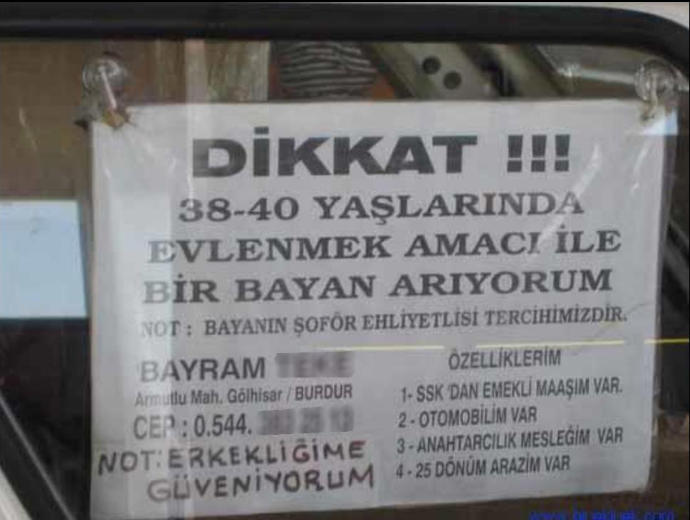 DİKKAT !!!
38-40 YAŞLARINDA
EVLENMEK AMACI İLE
BİR BAYAN ARIYORUM
NOT : BAYANIN ŞOFÖR EHLİYETLİSİ TERCİHİMİZDİR.
BAYRAM
Armutlu Mah. Gölhisar / BURDUR
CEP : 0.544.
NOT: ERKEKLİĞİME
GÜVENİYORUM
ÖZELLİKLERİM
1- SSK 'DAN EMEKLİ MAAŞIM VAR.
2 - OTOMOBİLİM VAR
3 - ANAHTARCILIK MESLEĞİM VAR
4 - 25 DÖNÜM ARAZİM VAR